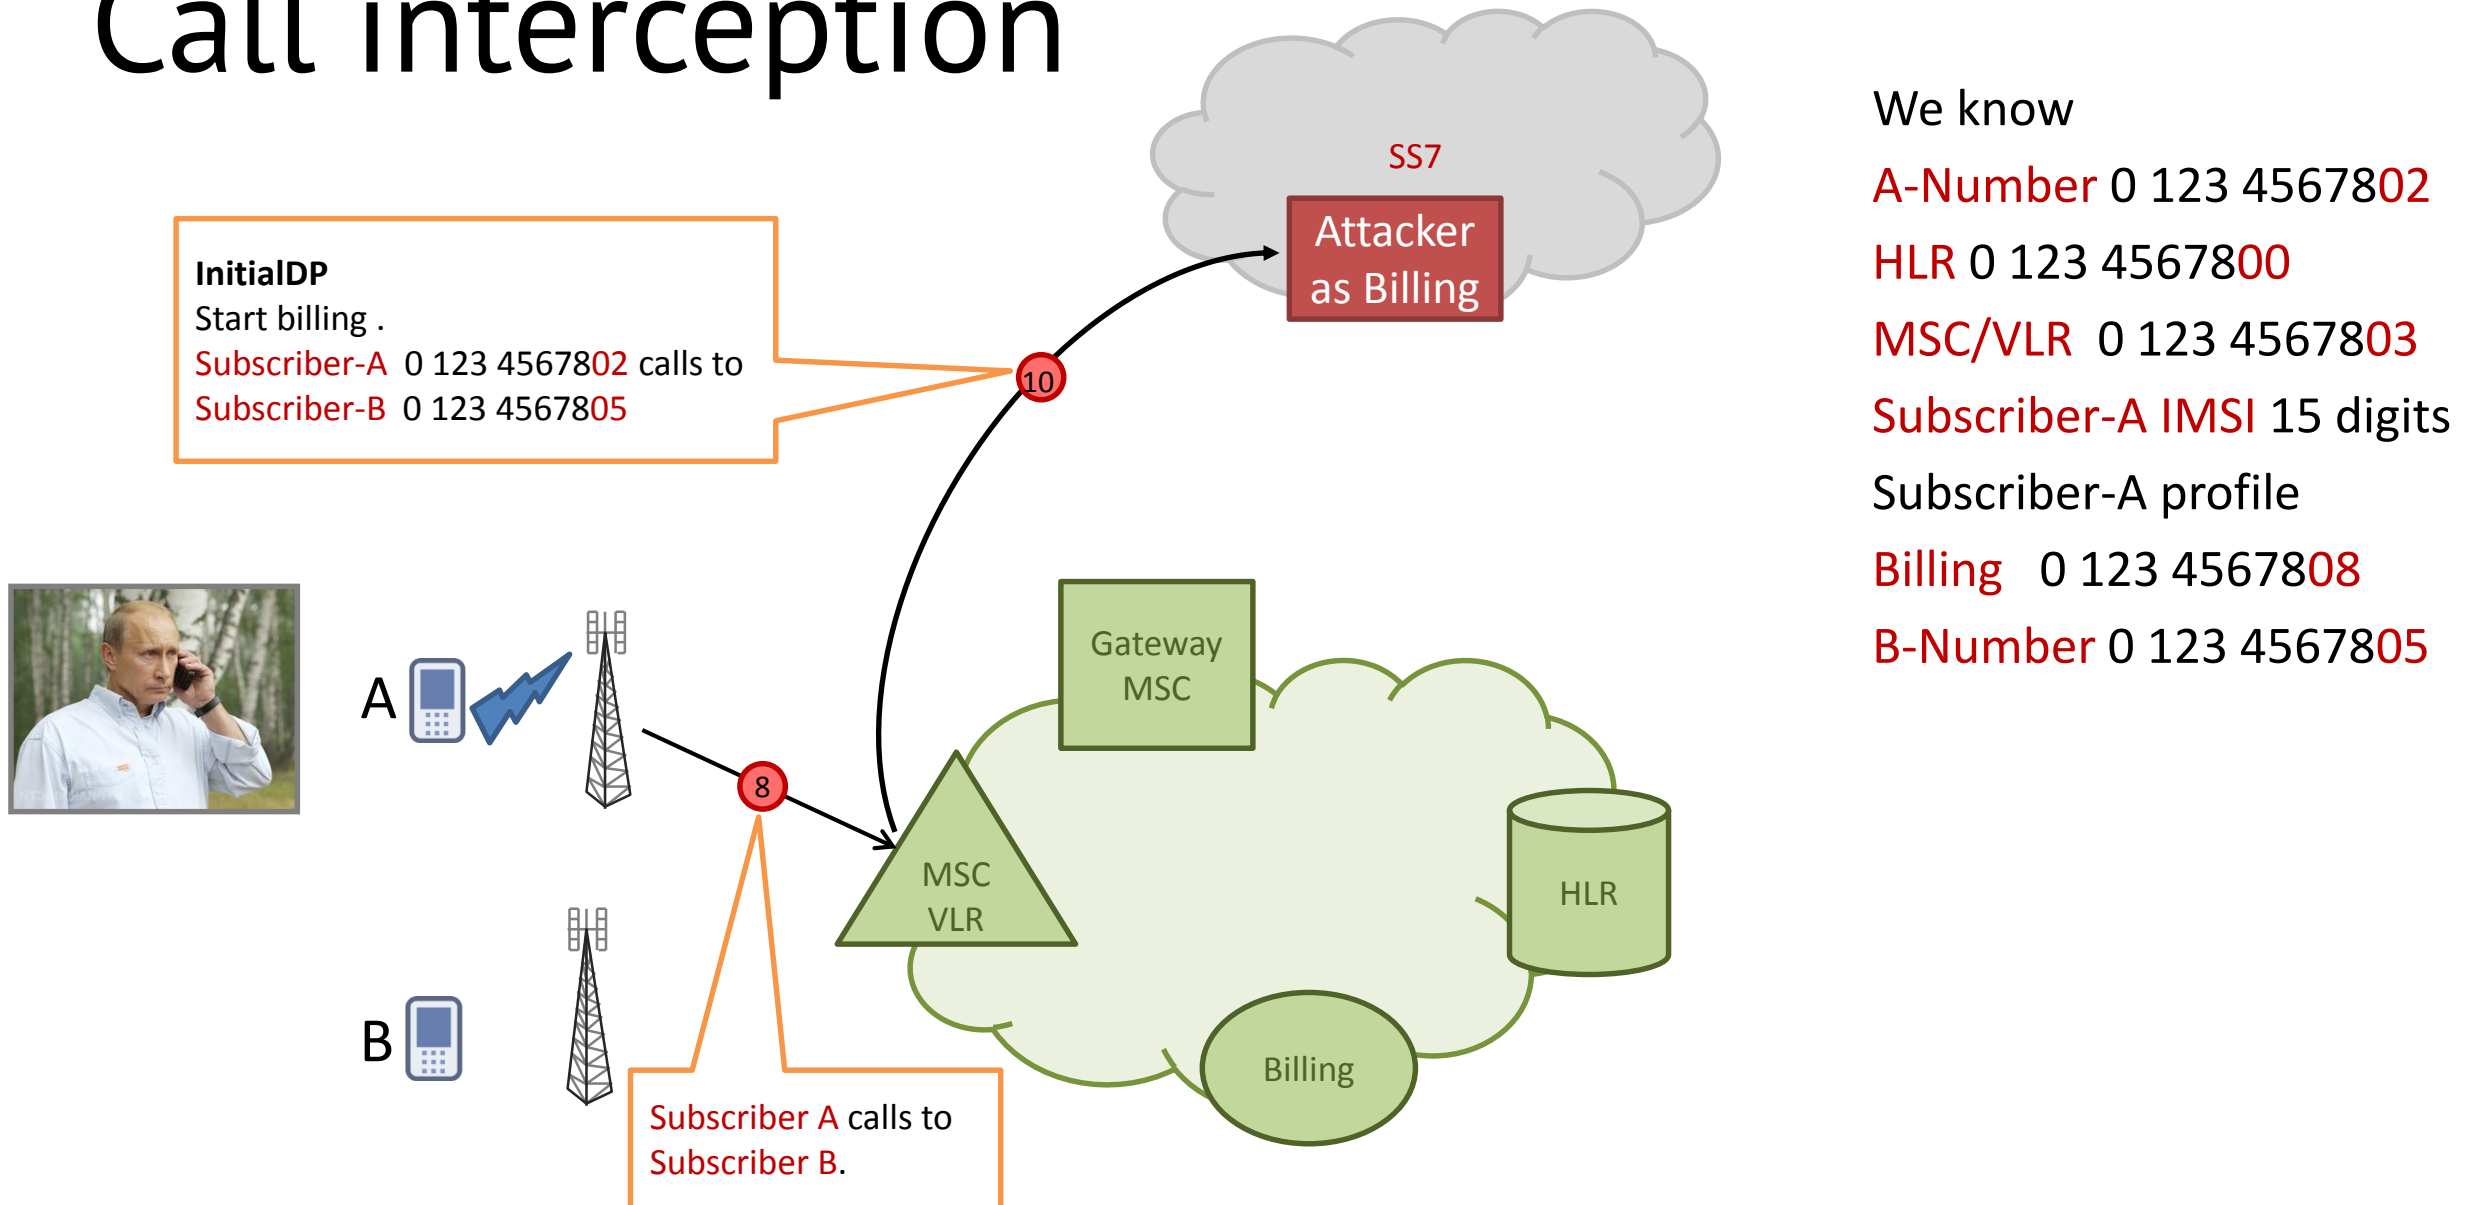 Call interception
SS7
Attacker
as Billing
InitialDP
Start billing .
Subscriber-A 0 123 4567802 calls to
Subscriber-B 0 123 4567805
10
We know
A-Number 0 123 4567802
HLR 0 123 4567800
MSC/VLR 0 123 4567803
Subscriber-A IMSI 15 digits
Subscriber-A profile
Billing 0 123 4567808
B-Number 0 123 4567805
Gateway
MSC
A
8
MSC
VLR
HLR
B
Billing
Subscriber A calls to
Subscriber B.